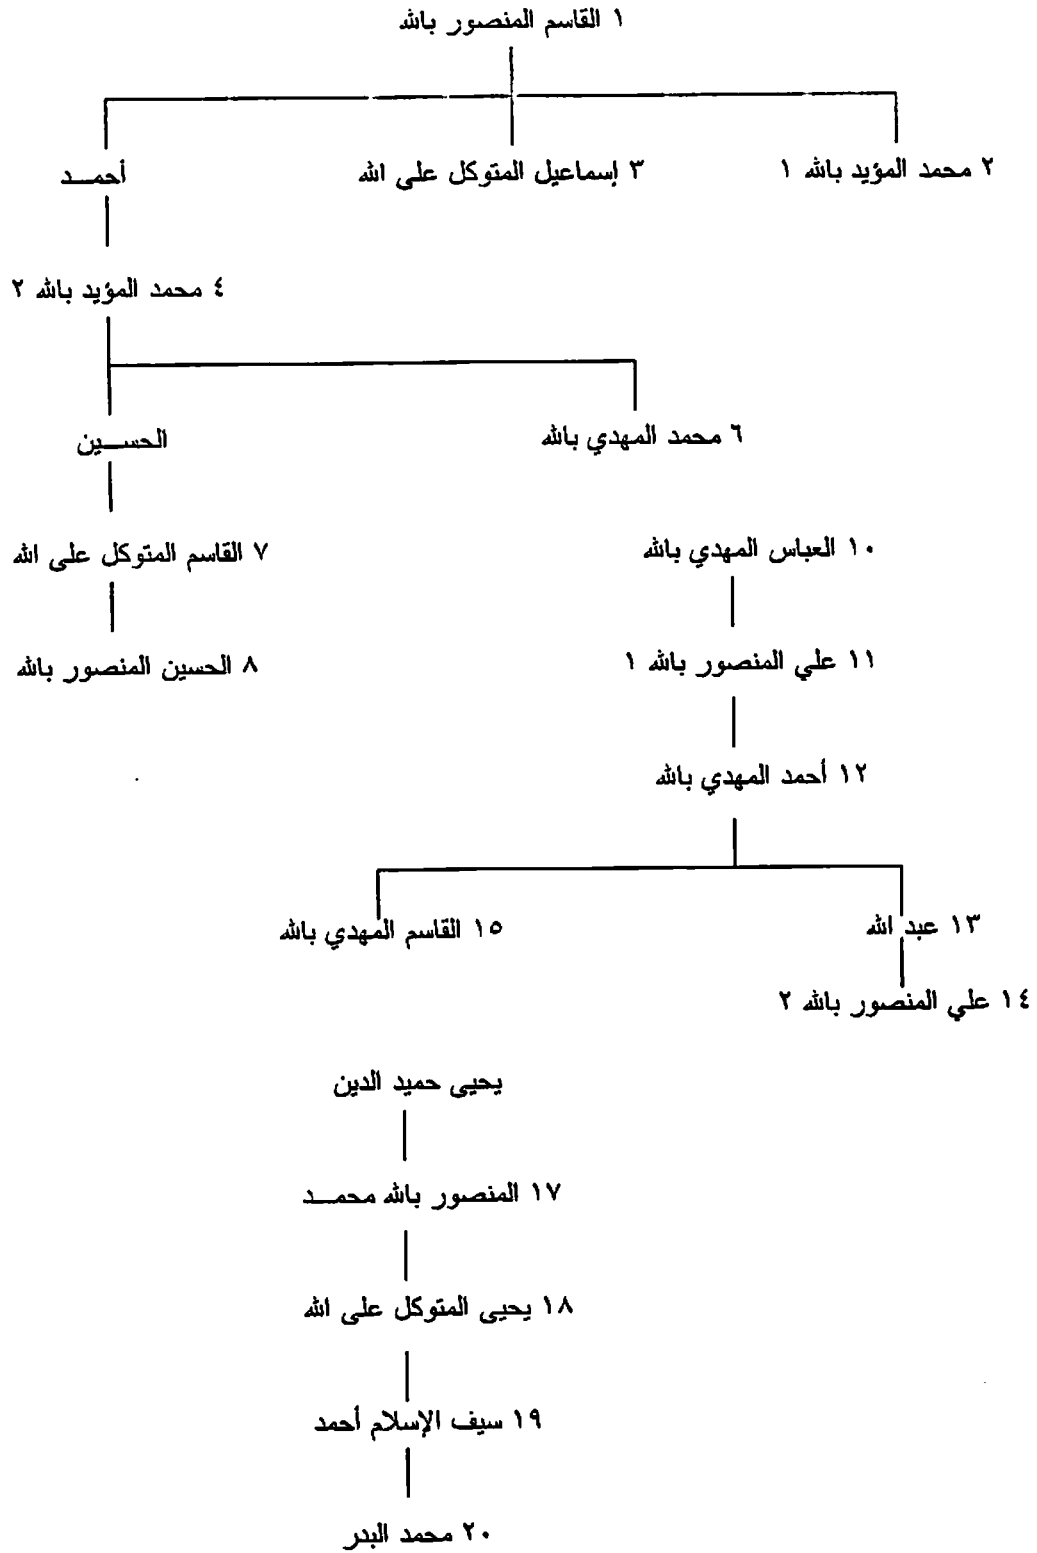 ١ القاسم المنصور بالله
٢ محمد المؤيد بالله ١
٣ إسماعيل المتوكل على الله
أحمــد
٤ محمد المؤيد بالله ٢
٦ محمد المهدي بالله
الحســين
١٠ العباس المهدي بالله
٧ القاسم المتوكل على الله
١١ علي المنصور بالله ١
٨ الحسين المنصور بالله
١٢ أحمد المهدي بالله
١٣ عبد الله
١٥ القاسم المهدي بالله
١٤ علي المنصور بالله ٢
يحيى حميد الدين
١٧ المنصور بالله محمــد
١٨ يحيى المتوكل على الله
١٩ سيف الإسلام أحمد
٢٠ محمد البدر